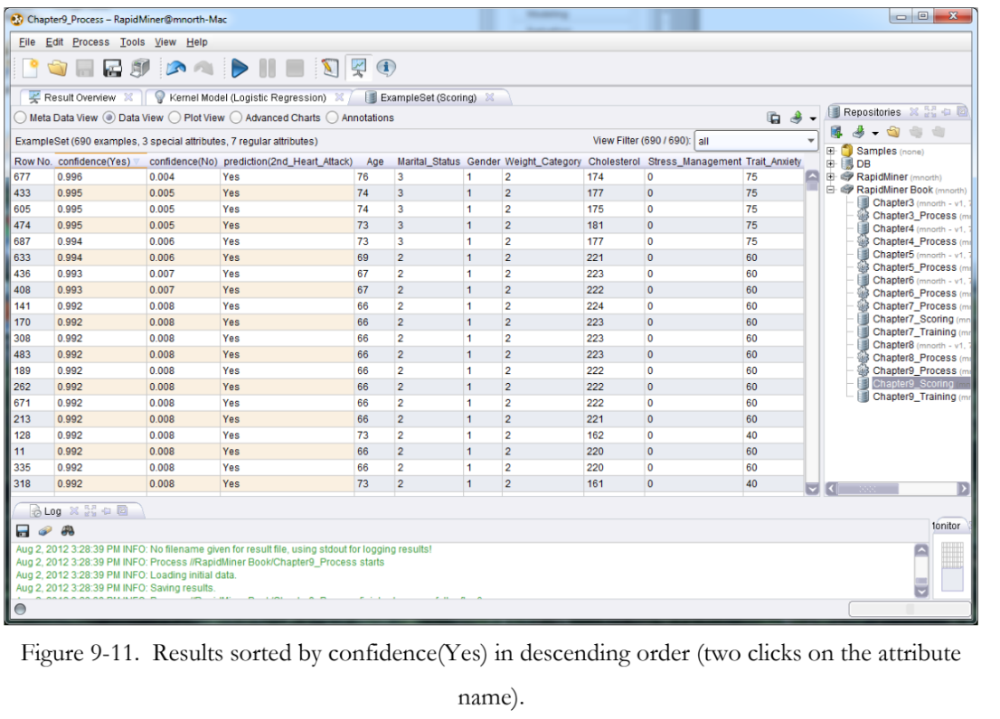 Chapter9_Process – RapidMiner@mnorth-Mac
File Edit Process Tools View Help
Result Overview Kernel Model (Logistic Regression) ExampleSet (Scoring)
Meta Data View Data View Plot View Advanced Charts Annotations
ExampleSet (690 examples, 3 special attributes, 7 regular attributes) View Filter (690 / 690): all
Row No. confidence(Yes) confidence(No) prediction(2nd_Heart_Attack) Age Marital_Status Gender Weight_Category Cholesterol Stress_Management Trait_Anxiety
677 0.996 0.004 Yes 76 3 1 2 174 0 75
433 0.995 0.005 Yes 74 3 1 2 177 0 75
605 0.995 0.005 Yes 74 3 1 2 175 0 75
474 0.995 0.005 Yes 73 3 1 2 181 0 75
687 0.994 0.006 Yes 73 3 1 2 177 0 75
633 0.994 0.006 Yes 69 2 1 2 221 0 60
436 0.993 0.007 Yes 67 2 1 2 223 0 60
408 0.993 0.007 Yes 67 2 1 2 222 0 60
141 0.992 0.008 Yes 66 2 1 2 224 0 60
170 0.992 0.008 Yes 66 2 1 2 223 0 60
308 0.992 0.008 Yes 66 2 1 2 223 0 60
483 0.992 0.008 Yes 66 2 1 2 223 0 60
189 0.992 0.008 Yes 66 2 1 2 222 0 60
262 0.992 0.008 Yes 66 2 1 2 222 0 60
671 0.992 0.008 Yes 66 2 1 2 222 0 60
213 0.992 0.008 Yes 66 2 1 2 221 0 60
128 0.992 0.008 Yes 73 2 1 2 162 0 40
11 0.992 0.008 Yes 66 2 1 2 220 0 60
335 0.992 0.008 Yes 66 2 1 2 220 0 60
318 0.992 0.008 Yes 73 2 1 2 161 0 40
Repositories
Samples (none)
DB
RapidMiner (mnorth)
RapidMiner Book (mnorth)
Chapter3 (mnorth - v1,
Chapter3_Process
Chapter4 (mnorth - v1,
Chapter4_Process
Chapter5 (mnorth - v1,
Chapter5_Process
Chapter6 (mnorth - v1,
Chapter6_Process
Chapter7_Process
Chapter7_Scoring
Chapter7_Training
Chapter8 (mnorth - v1,
Chapter8_Process
Chapter9_Process
Chapter9_Scoring
Chapter9_Training
Log
Aug 2, 2012 3:28:39 PM INFO: No filename given for result file, using stdout for logging results!
Aug 2, 2012 3:28:39 PM INFO: Process //RapidMiner Book/Chapter9_Process starts
Aug 2, 2012 3:28:39 PM INFO: Loading initial data.
Aug 2, 2012 3:28:39 PM INFO: Saving results.
Figure 9-11. Results sorted by confidence(Yes) in descending order (two clicks on the attribute
name).